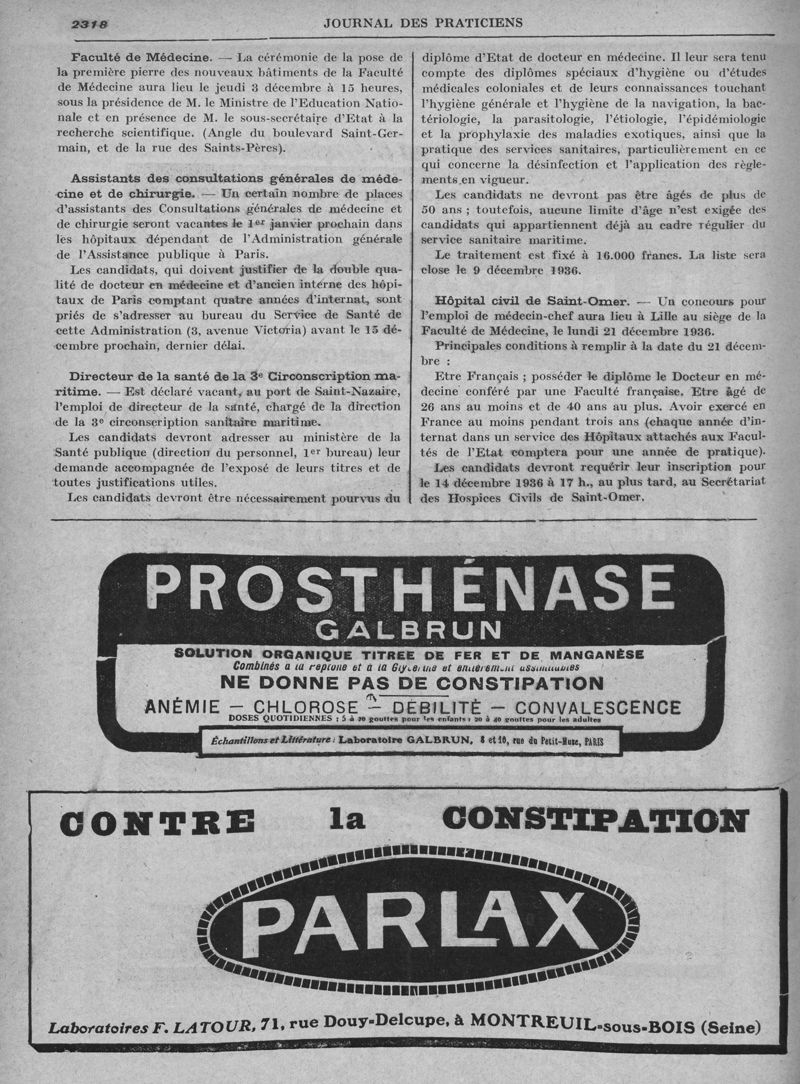 2318
JOURNAL DES PRATICIENS
Faculté de Médecine. — La cérémonie de la pose de
la première pierre des nouveaux bâtiments de la Faculté
de Médecine aura lieu le jeudi 3 décembre à 15 heures,
sous la présidence de M. le Ministre de l'Education Natio-
nale et en présence de M. le sous-secrétaire d'Etat à la
recherche scientifique. (Angle du boulevard Saint-Ger-
main, et de la rue des Saints-Pères).
Assistants des consultations générales de méde-
cine et de chirurgie. — Un certain nombre de places
d'assistants des Consultations générales de médecine et
de chirurgie seront vacantes le 1er janvier prochain dans
les hôpitaux dépendant de l'Administration générale
de l'Assistance publique à Paris.
Les candidats, qui doivent justifier de la double qua-
lité de docteur en médecine et d'ancien interne des hôpi-
taux de Paris comptant quatre années d'internat, sont
priés de s'adresser au bureau du Service de Santé de
cette Administration (3, avenue Victoria) avant le 15 dé-
cembre prochain, dernier délai.
Directeur de la santé de la 3e Circonscription ma-
ritime. — Est déclaré vacant, au port de Saint-Nazaire,
l'emploi de directeur de la santé, chargé de la direction
de la 3e circonscription sanitaire maritime.
Les candidats devront adresser au ministère de la
Santé publique (direction du personnel, 1er bureau) leur
demande accompagnée de l'exposé de leurs titres et de
toutes justifications utiles.
Les candidats devront être nécessairement pourvus du
diplôme d'Etat de docteur en médecine. Il leur sera tenu
compte des diplômes spéciaux d'hygiène ou d'études
médicales coloniales et de leurs connaissances touchant
l'hygiène générale et l'hygiène de la navigation, la bac-
tériologie, la parasitologie, l'étiologie, l'épidémiologie
et la prophylaxie des maladies exotiques, ainsi que la
pratique des services sanitaires, particulièrement en ce
qui concerne la désinfection et l'application des règle-
ments en vigueur.
Les candidats ne devront pas être âgés de plus de
50 ans ; toutefois, aucune limite d'âge n'est exigée des
candidats qui appartiennent déjà au cadre régulier du
service sanitaire maritime.
Le traitement est fixé à 16.000 francs. La liste sera
close le 9 décembre 1936.
Hôpital civil de Saint-Omer. — Un concours pour
l'emploi de médecin-chef aura lieu à Lille au siège de la
Faculté de Médecine, le lundi 21 décembre 1936.
Principales conditions à remplir à la date du 21 décem-
bre :
Etre Français ; posséder le diplôme le Docteur en mé-
decine conféré par une Faculté française. Etre âgé de
26 ans au moins et de 40 ans au plus. Avoir exercé en
France au moins pendant trois ans (chaque année d'in-
ternat dans un service des Hôpitaux attachés aux Facul-
tés de l'Etat comptera pour une année de pratique).
Les candidats devront requérir leur inscription pour
le 14 décembre 1936 à 17 h., au plus tard, au Secrétariat
des Hospices Civils de Saint-Omer.
PROSTHÉNASE
GALBRUN
SOLUTION ORGANIQUE TITREE DE FER ET DE MANGANÈSE
Combinés a la reptone et a la Glycérine et entièrement assimilables
NE DONNE PAS DE CONSTIPATION
ANÉMIE — CHLOROSE — DÉBILITÉ — CONVALESCENCE
DOSES QUOTIDIENNES : 5 à 20 gouttes pour les enfants : 20 à 40 gouttes pour les adultes
Échantillons et Littérature : Laboratoire GALBRUN, 8 et 10, rue du Petit-Musc, PARIS
CONTRE la CONSTIPATION
PARLAX
Laboratoires F. LATOUR, 71, rue Douy-Delcupe, à MONTREUIL-sous-BOIS (Seine)